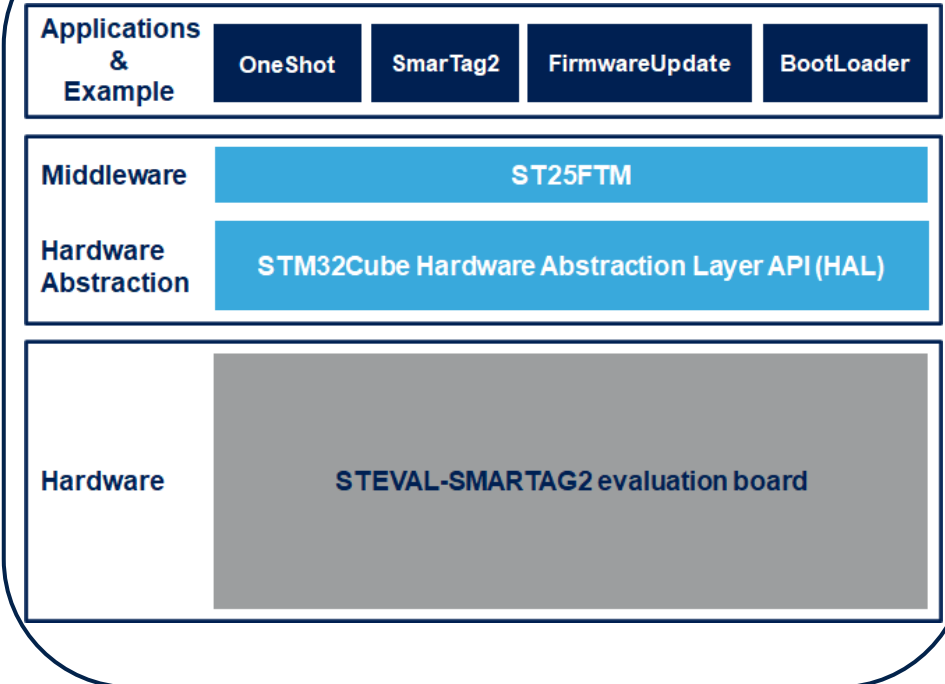 Applications
&
Example
OneShot
SmarTag2
FirmwareUpdate
BootLoader
Middleware
ST25FTM
Hardware
Abstraction
STM32Cube Hardware Abstraction Layer API (HAL)
Hardware
STEVAL-SMARTAG2 evaluation board